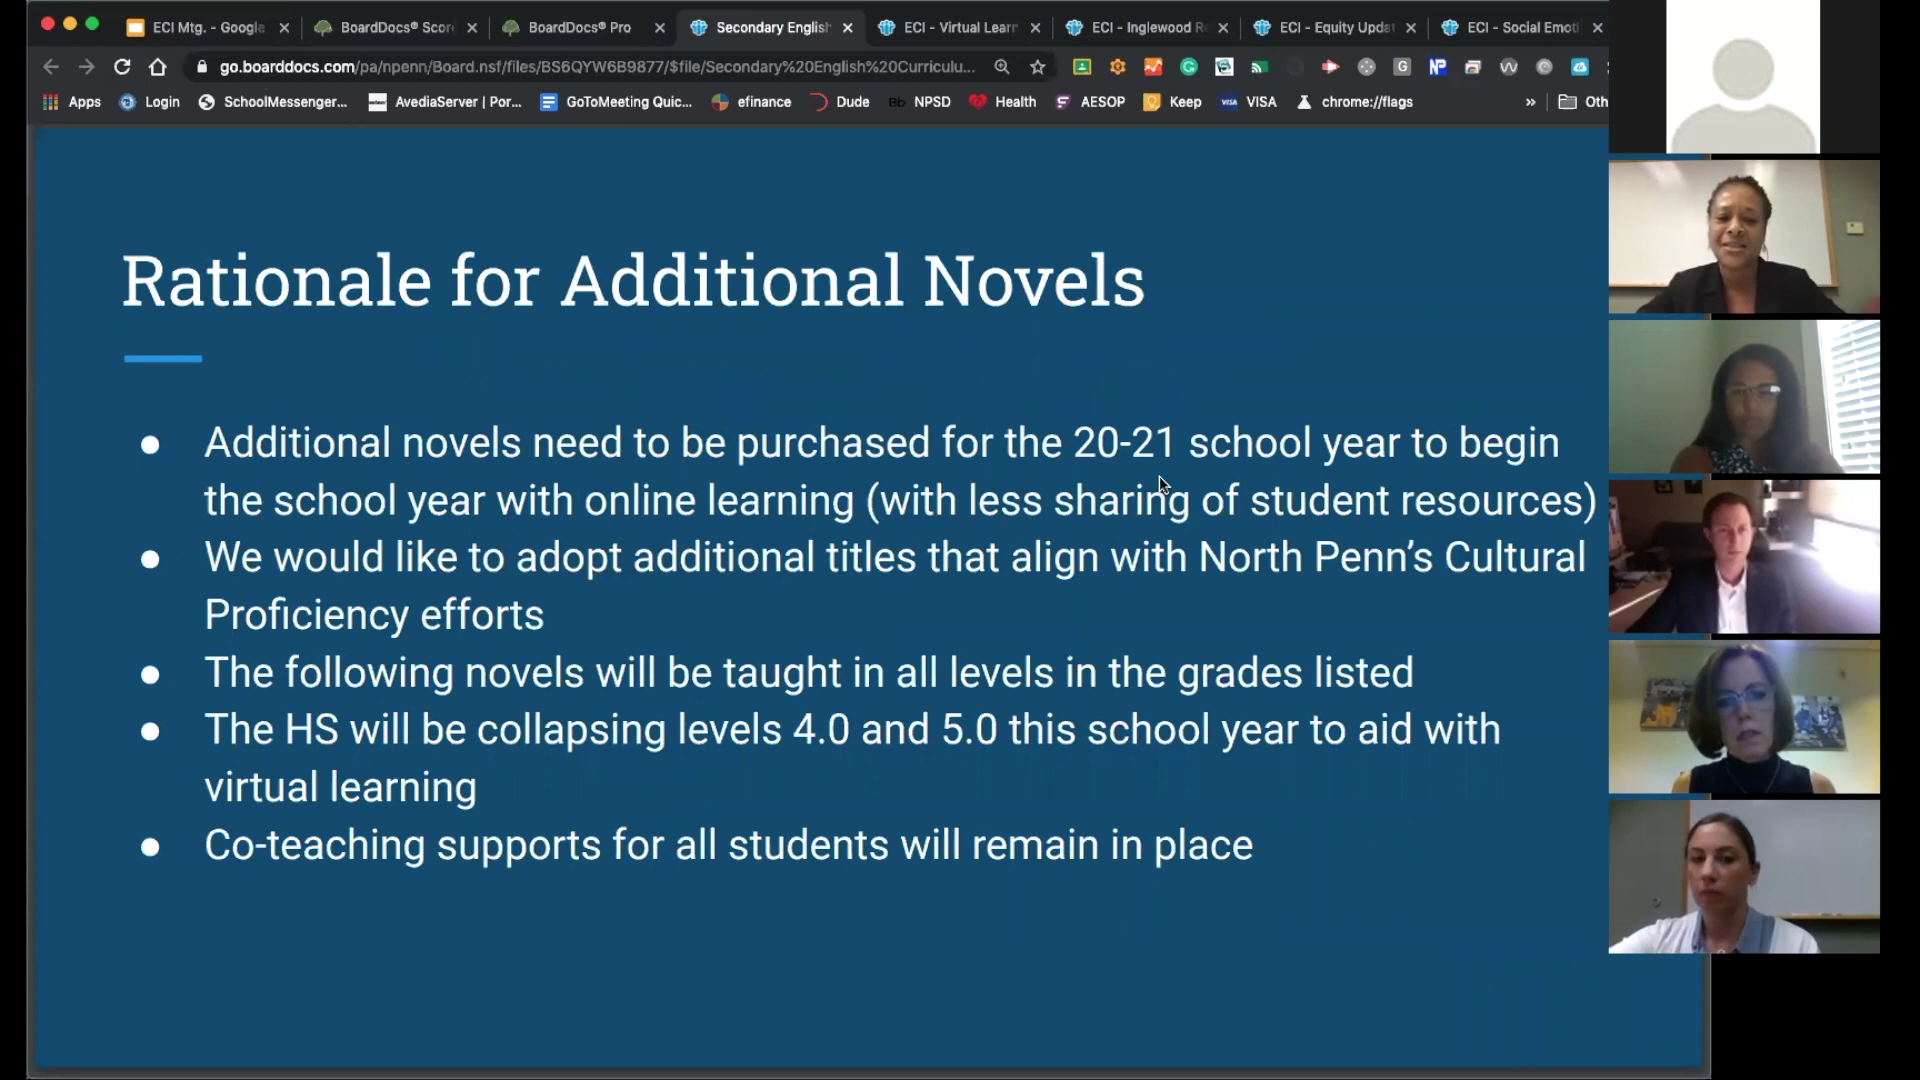 ECI Mtg. - Google
BoardDocs® Scor
BoardDocs® Pro
Secondary English
ECI - Virtual Learn
ECI - Inglewood R
ECI - Equity Upda
ECI - Social Emoti
go.boarddocs.com/pa/npenn/Board.nsf/files/BS6QYW6B9877/$file/Secondary%20English%20Curriculu...
Apps Login SchoolMessenger... AvediaServer | Por... GoToMeeting Quic... efinance Dude Bb NPSD Health AESOP Keep VISA VISA chrome://flags » Oth
Rationale for Additional Novels
● Additional novels need to be purchased for the 20-21 school year to begin
the school year with online learning (with less sharing of student resources)
● We would like to adopt additional titles that align with North Penn’s Cultural
Proficiency efforts
● The following novels will be taught in all levels in the grades listed
● The HS will be collapsing levels 4.0 and 5.0 this school year to aid with
virtual learning
● Co-teaching supports for all students will remain in place